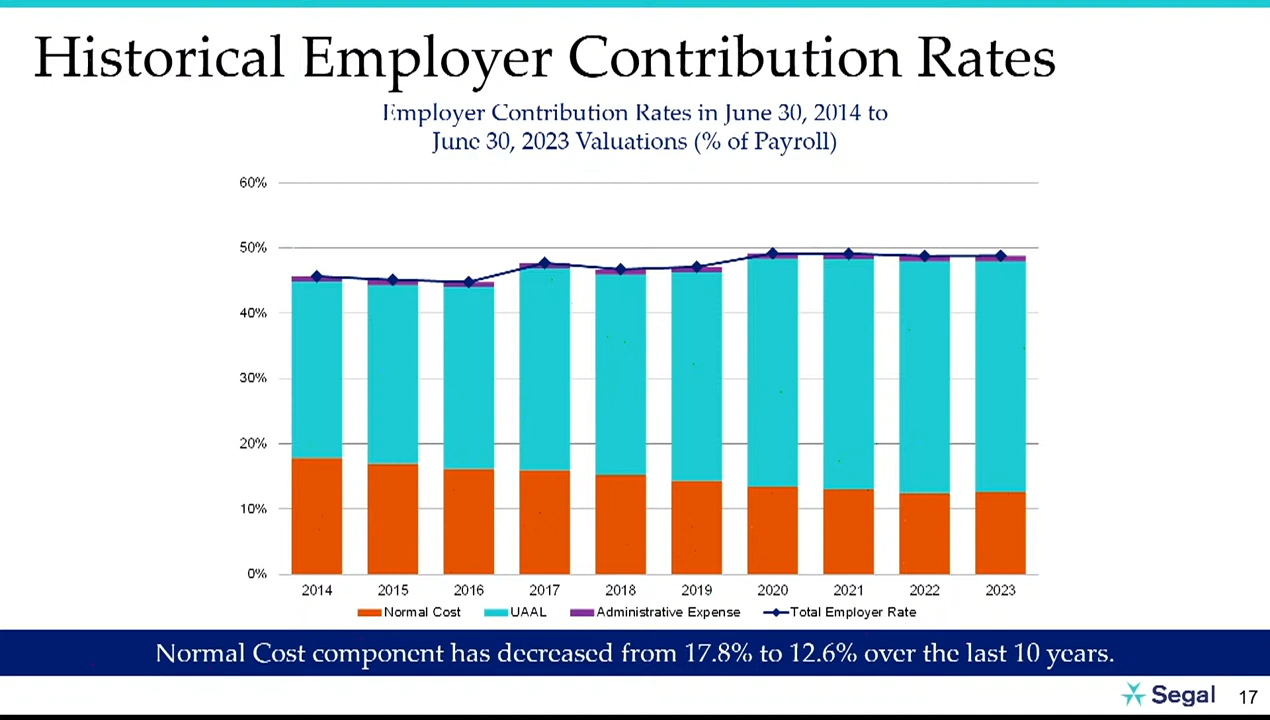 Historical Employer Contribution Rates
Employer Contribution Rates in June 30, 2014 to
June 30, 2023 Valuations (% of Payroll)
60%
50%
40%
30%
20%
10%
0%
2014 2015 2016 2017 2018 2019 2020 2021 2022 2023
Normal Cost UAAL Administrative Expense Total Employer Rate
Normal Cost component has decreased from 17.8% to 12.6% over the last 10 years.
Segal 17